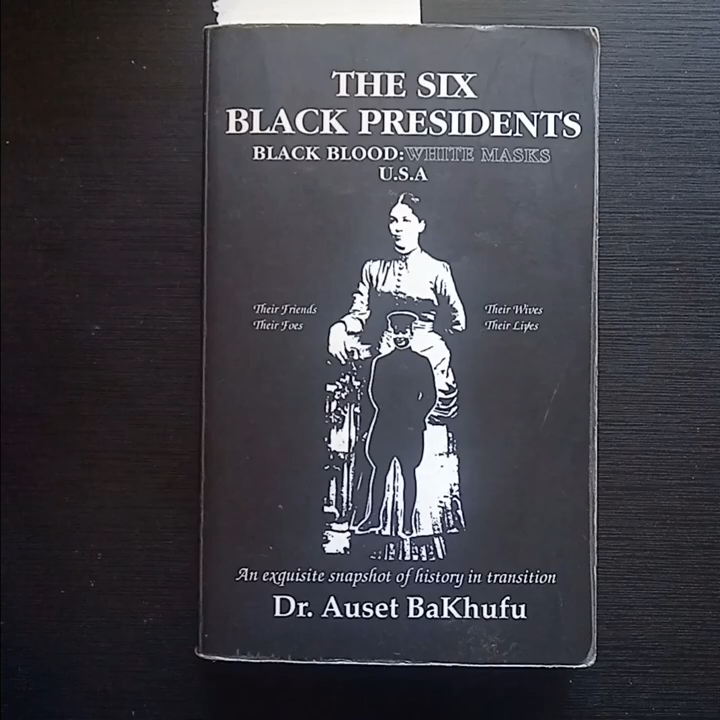 THE SIX
BLACK PRESIDENTS
BLACK BLOOD:WHITE MASKS
U.S.A
Their Friends
Their Foes
Their Wives
Their Lives
An exquisite snapshot of history in transition
Dr. Auset BaKhufu